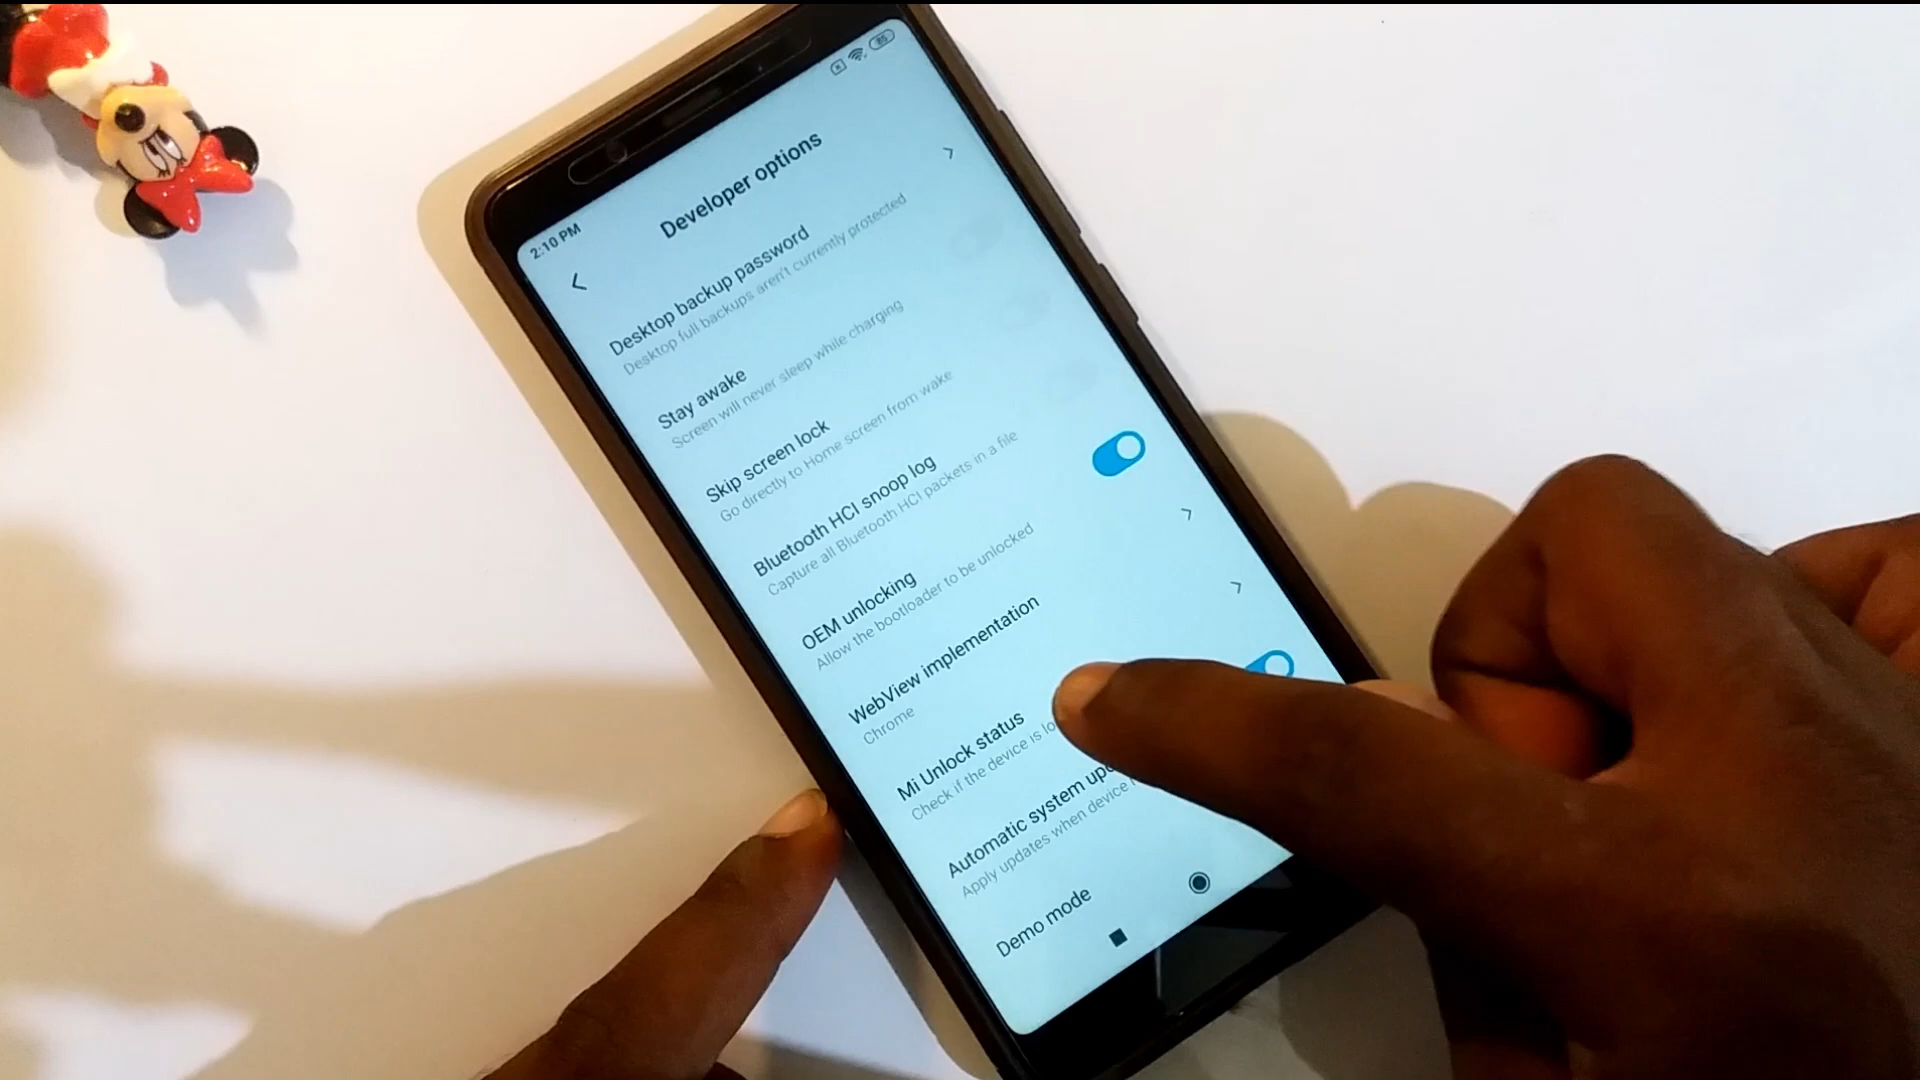 2:10 PM
85
Developer options
Desktop backup password
Desktop full backups aren't currently protected
Stay awake
Screen will never sleep while charging
Skip screen lock
Go directly to Home screen from wake
Bluetooth HCI snoop log
Capture all Bluetooth HCI packets in a file
OEM unlocking
Allow the bootloader to be unlocked
WebView implementation
Chrome
Mi Unlock status
Check if the device is
Automatic system
Apply updates when device
Demo mode